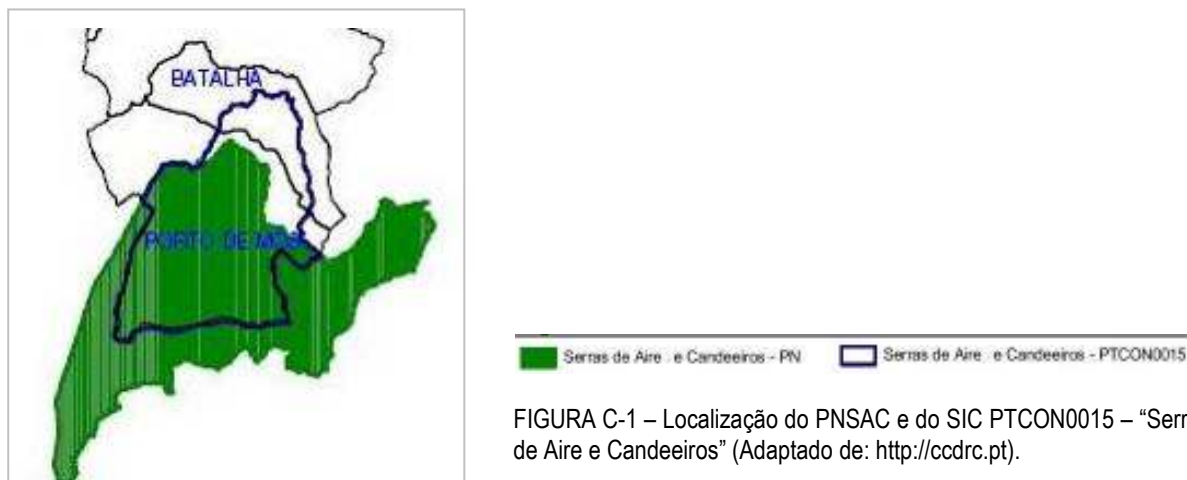 BATALHA
PORTO DE MÓS
Serras de Aire e Candeeiros - PN
Serras de Aire e Candeeiros - PTCON0015
FIGURA C-1 – Localização do PNSAC e do SIC PTCON0015 – “Serr
de Aire e Candeeiros” (Adaptado de: http://ccdrc.pt).